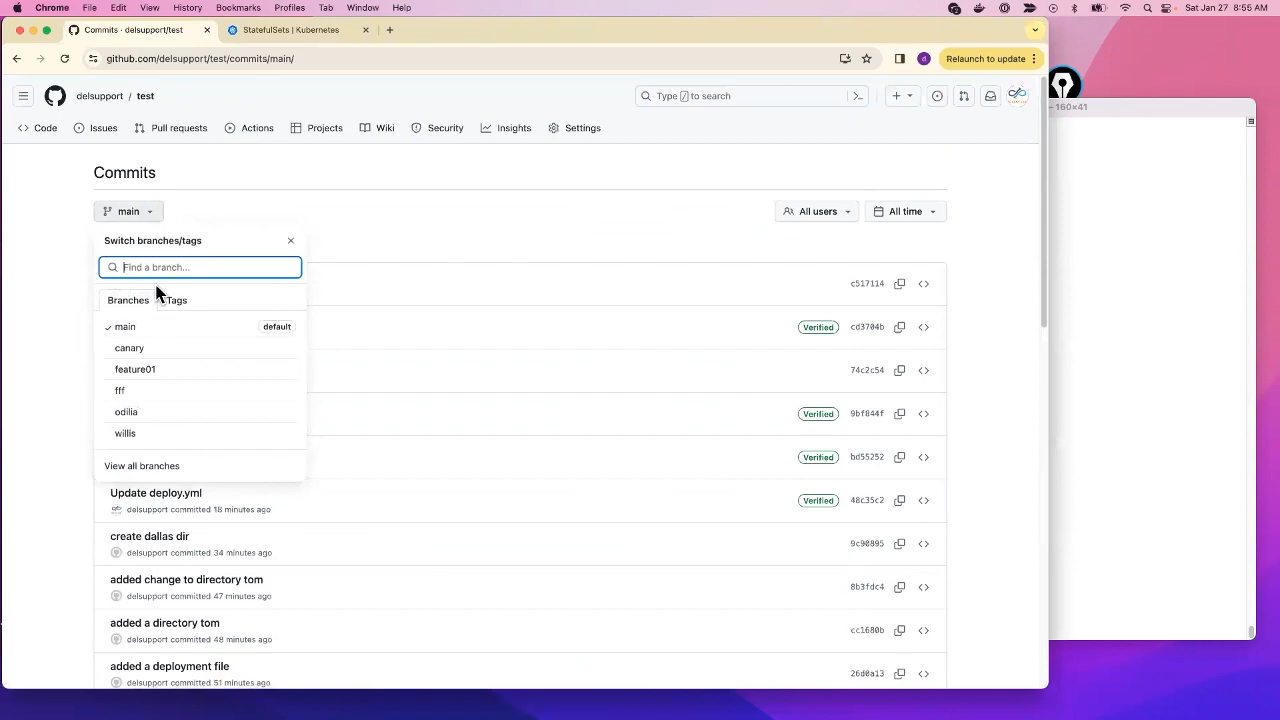 Chrome File Edit View History Bookmarks Profiles Tab Window Help Sat Jan 27 8:55 AM
Commits · delsupport/test StatefulSets | Kubernetes
github.com/delsupport/test/commits/main/ d Relaunch to update
160×41
delsupport / test Type / to search
Code Issues Pull requests Actions Projects Wiki Security Insights Settings
Commits
main All users All time
Switch branches/tags
Find a branch...
c517114
Branches Tags
main default
Verified cd3704b
canary
feature01
74c2c54
fff
odilia
Verified 9bf844f
willis
Verified bd55252
View all branches
Update deploy.yml
Verified 48c35c2
delsupport committed 18 minutes ago
create dallas dir
9c90895
delsupport committed 34 minutes ago
added change to directory tom
8b3fdc4
delsupport committed 47 minutes ago
added a directory tom
cc1680b
delsupport committed 48 minutes ago
added a deployment file
26d0a13
delsupport committed 51 minutes ago